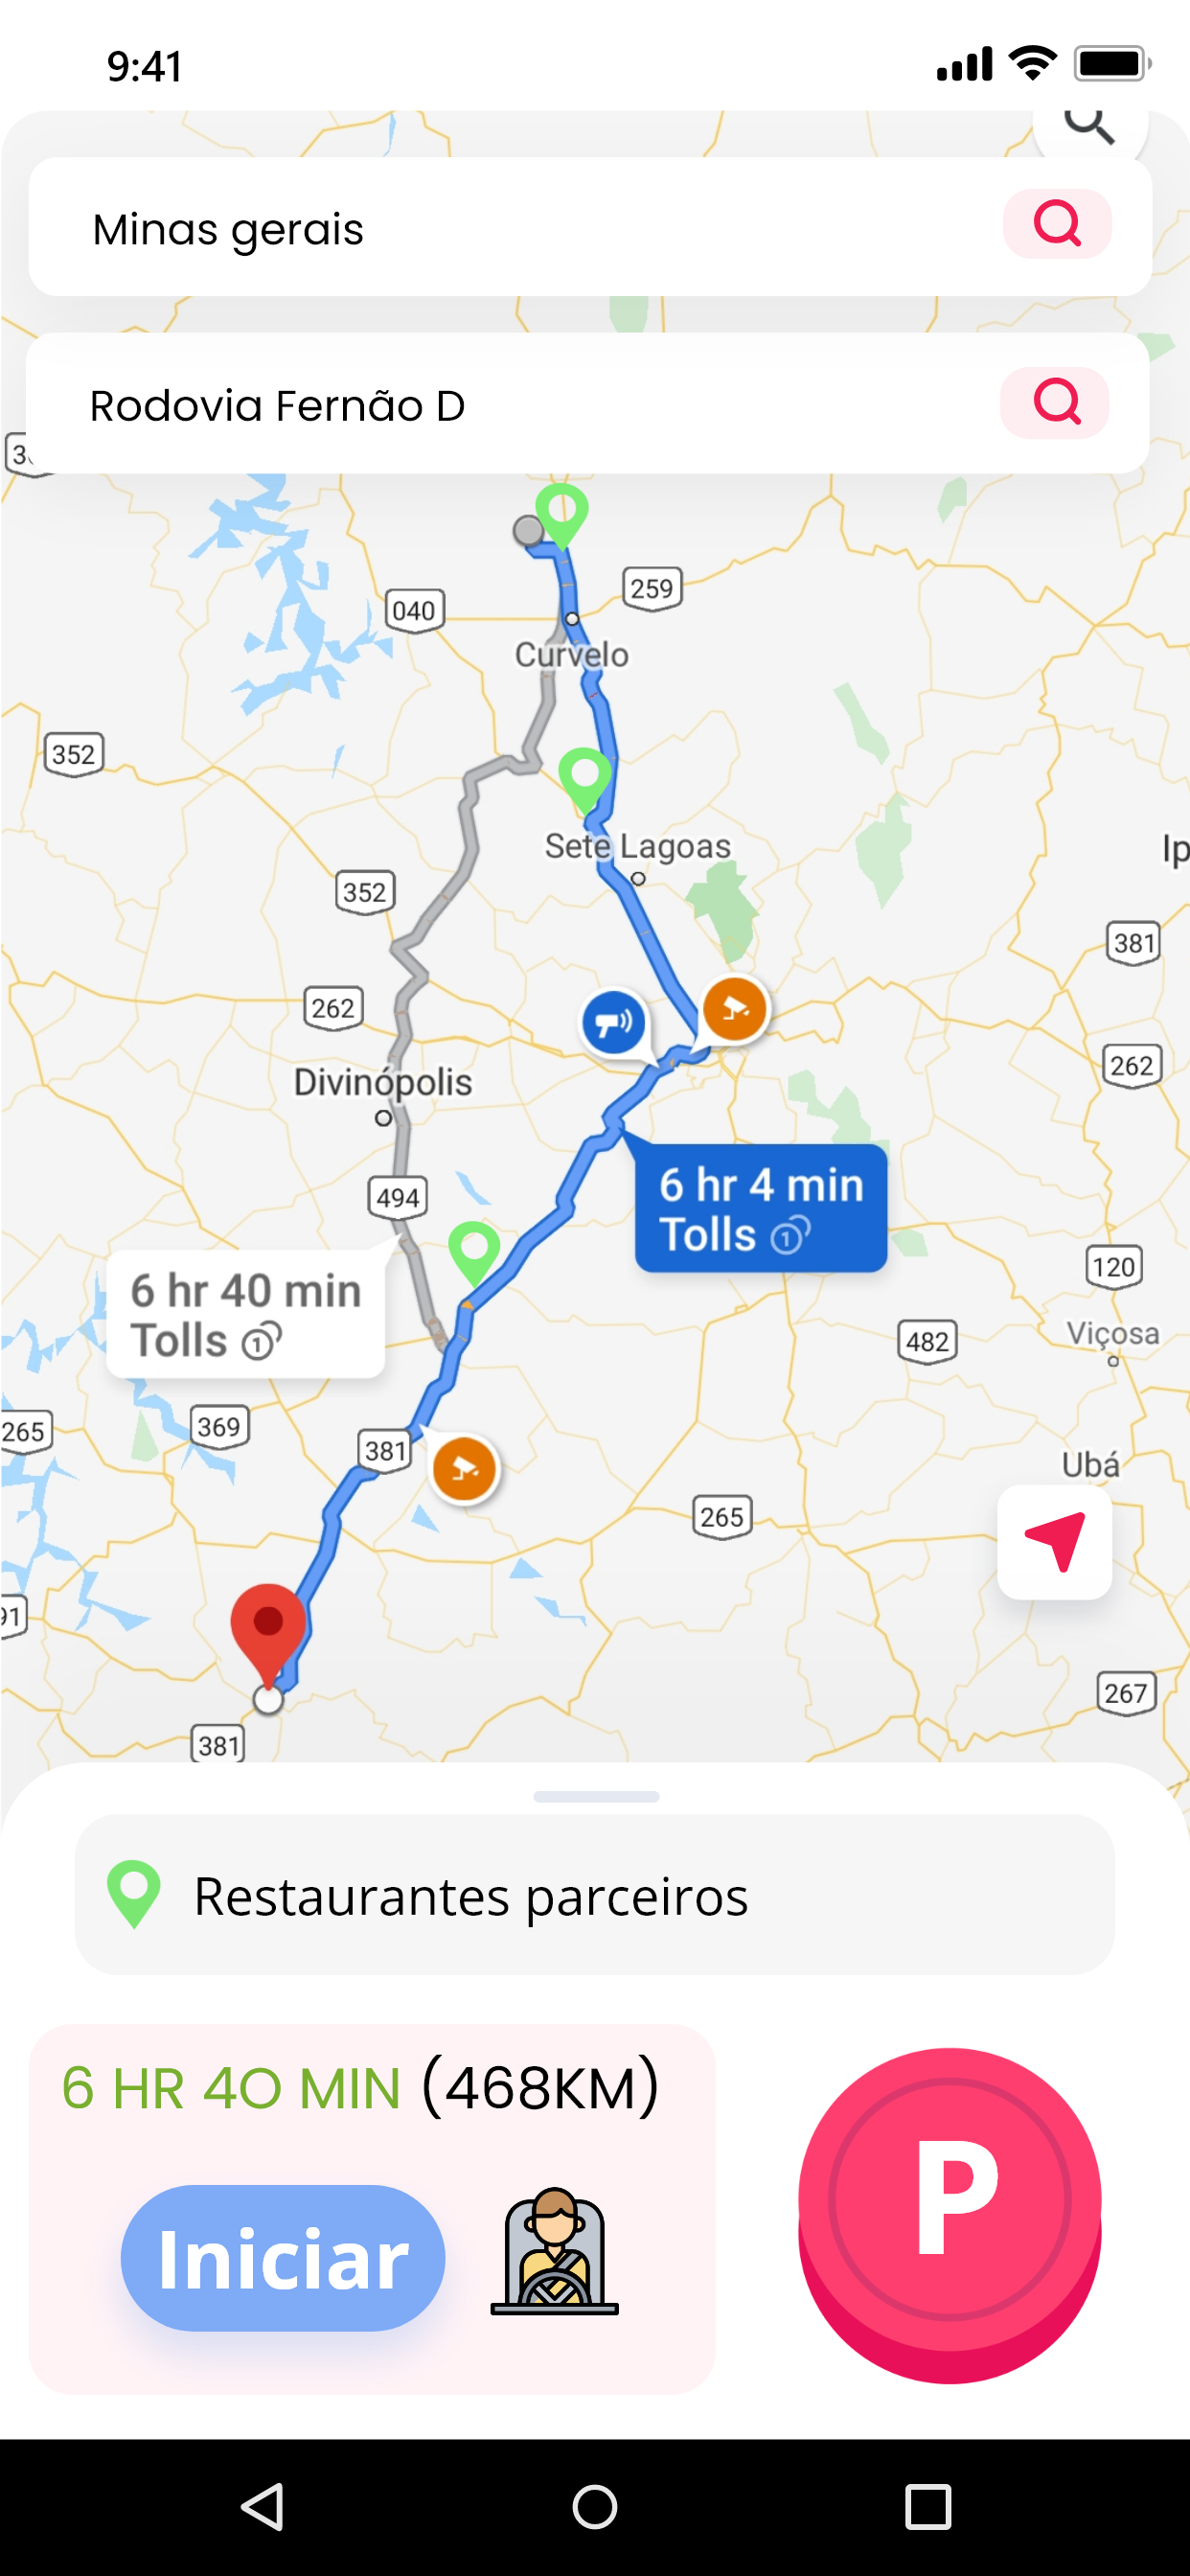 9:41
Minas gerais
Rodovia Fernão D
259
040
Curvelo
352
Sete Lagoas
Ip
352
381
262
262
Divinópolis
494
6 hr 4 min
Tolls
120
6 hr 40 min
Tolls
482
Viçosa
265
369
381
Ubá
265
267
381
Restaurantes parceiros
6 HR 40 MIN (468KM)
Iniciar
P